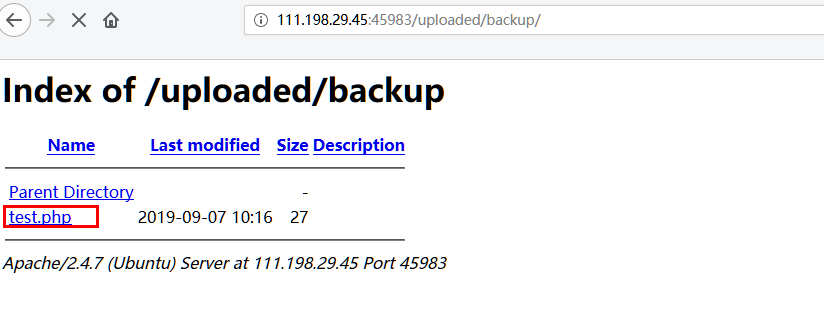 111.198.29.45:45983/uploaded/backup/
Index of /uploaded/backup
Name Last modified Size Description
Parent Directory -
test.php 2019-09-07 10:16 27
Apache/2.4.7 (Ubuntu) Server at 111.198.29.45 Port 45983